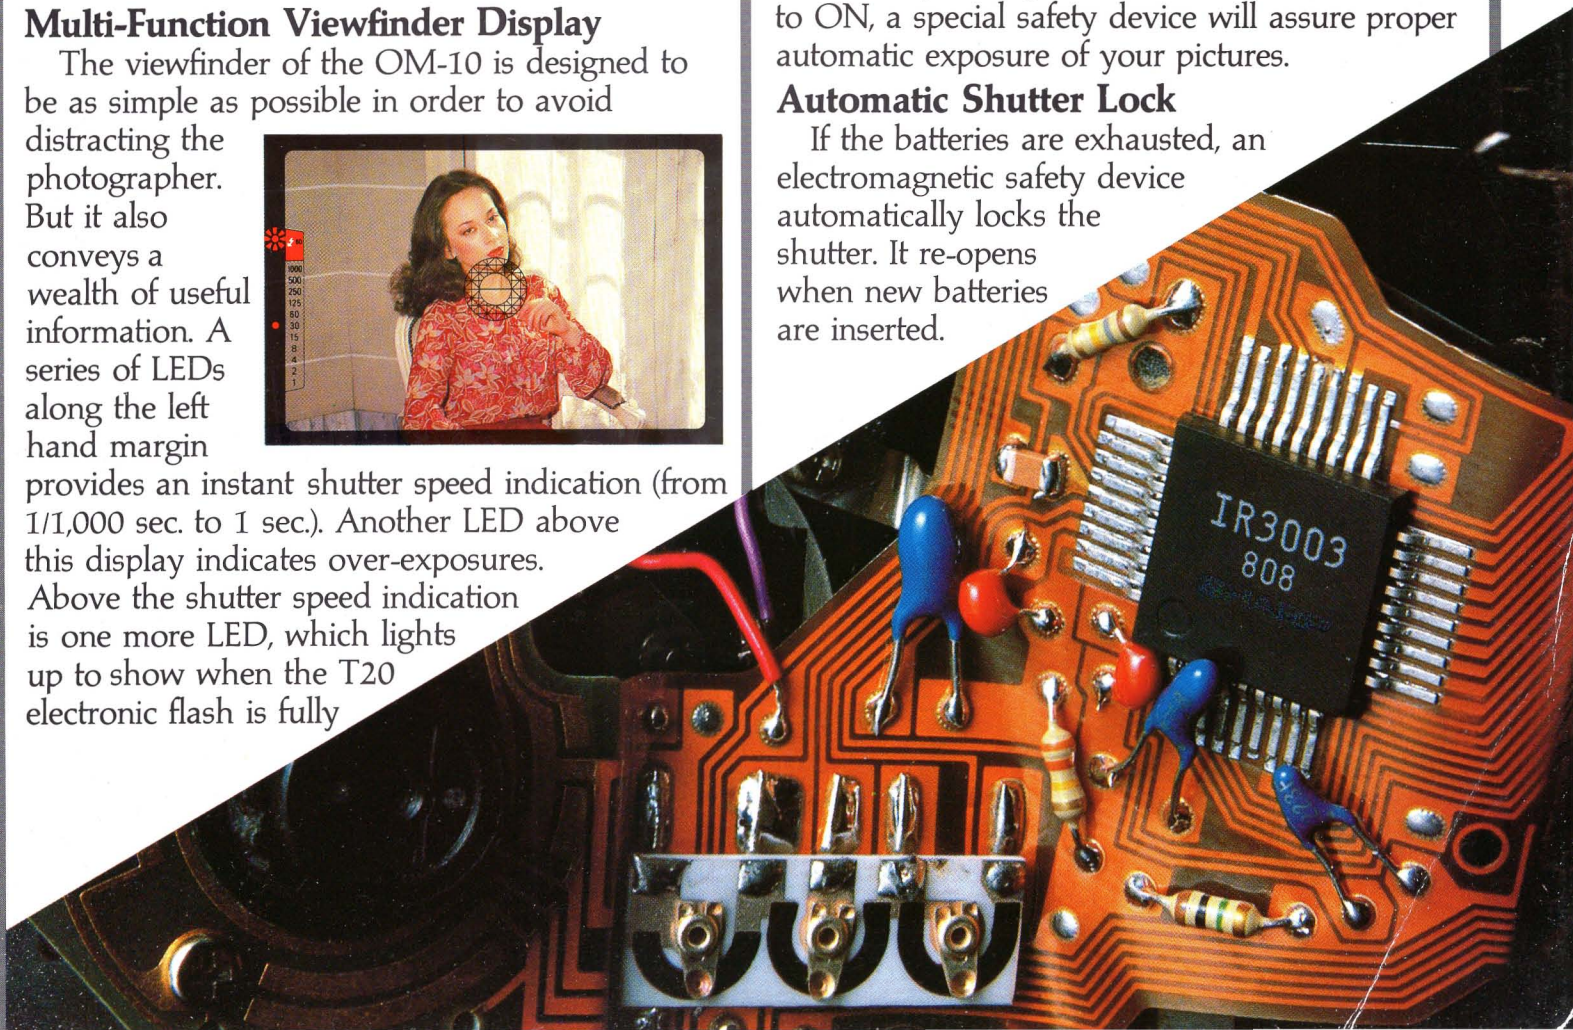 Multi-Function Viewfinder Display
The viewfinder of the OM-10 is designed to
be as simple as possible in order to avoid
distracting the
photographer.
But it also
conveys a
wealth of useful
information. A
series of LEDs
along the left
hand margin
provides an instant shutter speed indication (from
1/1,000 sec. to 1 sec.). Another LED above
this display indicates over-exposures.
Above the shutter speed indication
is one more LED, which lights
up to show when the T20
electronic flash is fully
60
1000
500
250
125
60
30
15
8
4
2
1
to ON, a special safety device will assure proper
automatic exposure of your pictures.
Automatic Shutter Lock
If the batteries are exhausted, an
electromagnetic safety device
automatically locks the
shutter. It re-opens
when new batteries
are inserted.
IR3003
808